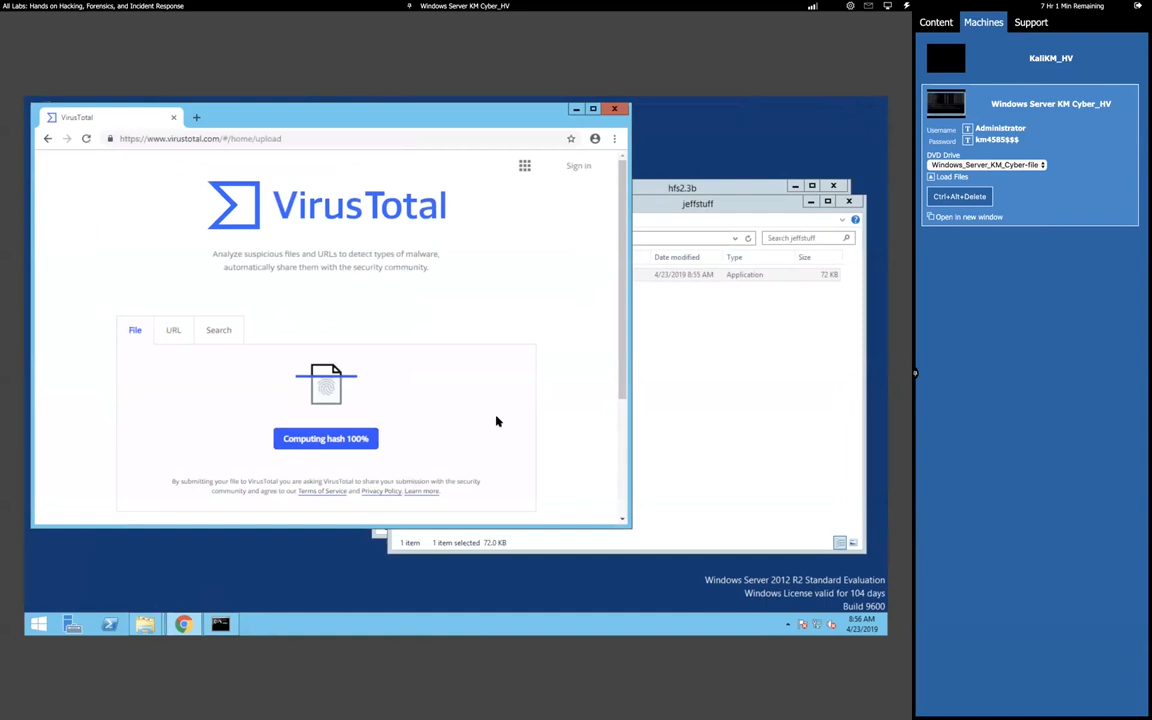 All Labs: Hands on Hacking, Forensics, and Incident Response
Windows Server KM Cyber_HV
7 Hr 1 Min Remaining
Content
Machines
Support
KaliKM_HV
Windows Server KM Cyber_HV
Username
T
Administrator
Password
T
km4585$$$
DVD Drive
Windows_Server_KM_Cyber-file
Load Files
Ctrl+Alt+Delete
Open in new window
VirusTotal
https://www.virustotal.com/#/home/upload
Sign in
VirusTotal
Analyze suspicious files and URLs to detect types of malware,
automatically share them with the security community.
File
URL
Search
Computing hash 100%
By submitting your file to VirusTotal you are asking VirusTotal to share your submission with the security
community and agree to our Terms of Service and Privacy Policy. Learn more.
hfs2.3b
jeffstuff
Search jeffstuff
Date modified
Type
Size
4/23/2019 8:55 AM
Application
72 KB
1 item
1 item selected 72.0 KB
Windows Server 2012 R2 Standard Evaluation
Windows License valid for 104 days
Build 9600
8:56 AM
4/23/2019